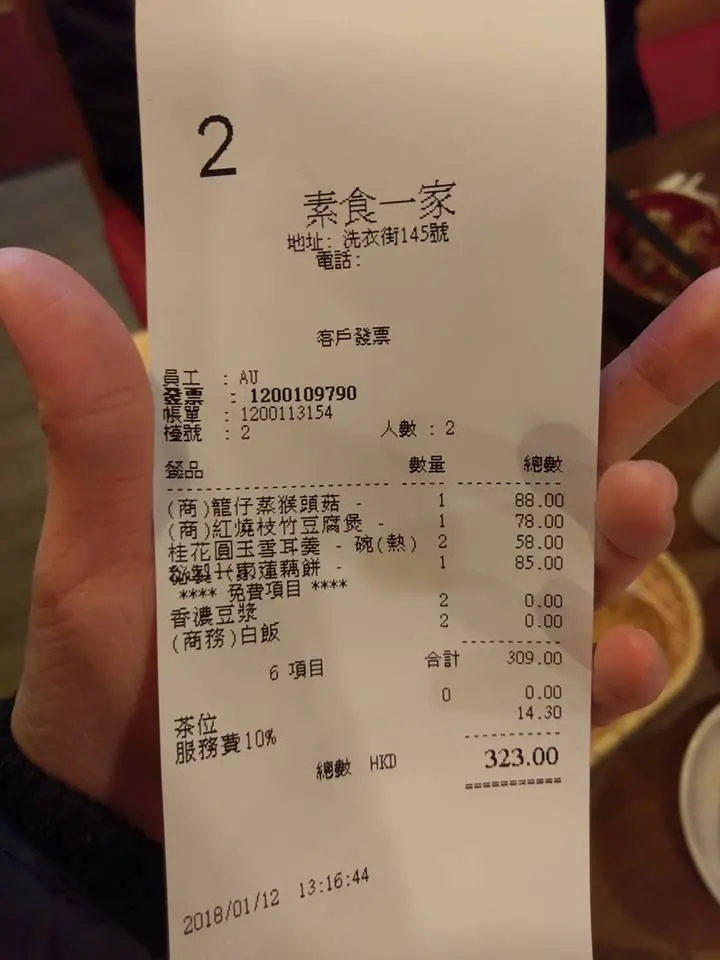 2
素食一家
地址: 洗衣街145號
電話:
客戶發票
員工 : AU
發票 : 1200109790
帳單 : 1200113154
檯號 : 2 人數 : 2
餐品 數量 總數
(商)籠仔蒸猴頭菇 - 1 88.00
(商)紅燒枝竹豆腐煲 - 1 78.00
桂花圓玉雪耳羹 - 碗(熱) 2 58.00
秘製 蓮藕餅 - 1 85.00
**** 免費項目 ****
香濃豆漿 2 0.00
(商務)白飯 2 0.00
6 項目 合計 309.00
茶位 0 0.00
服務費10% 14.30
總數 HKD 323.00
2018/01/12 13:16:44